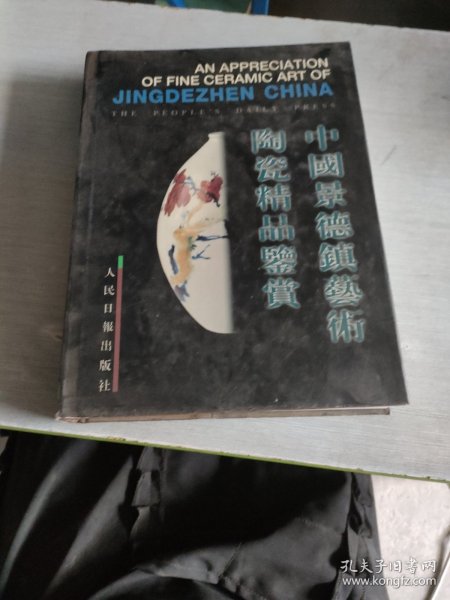 AN APPRECIATION
OF FINE CERAMIC ART OF
JINGDEZHEN CHINA
THE PEOPLE'S DAILY PRESS
中國景德鎮藝術
陶瓷精品鑒賞
人民日報出版社
孔夫子旧书网
www.kongfz.com